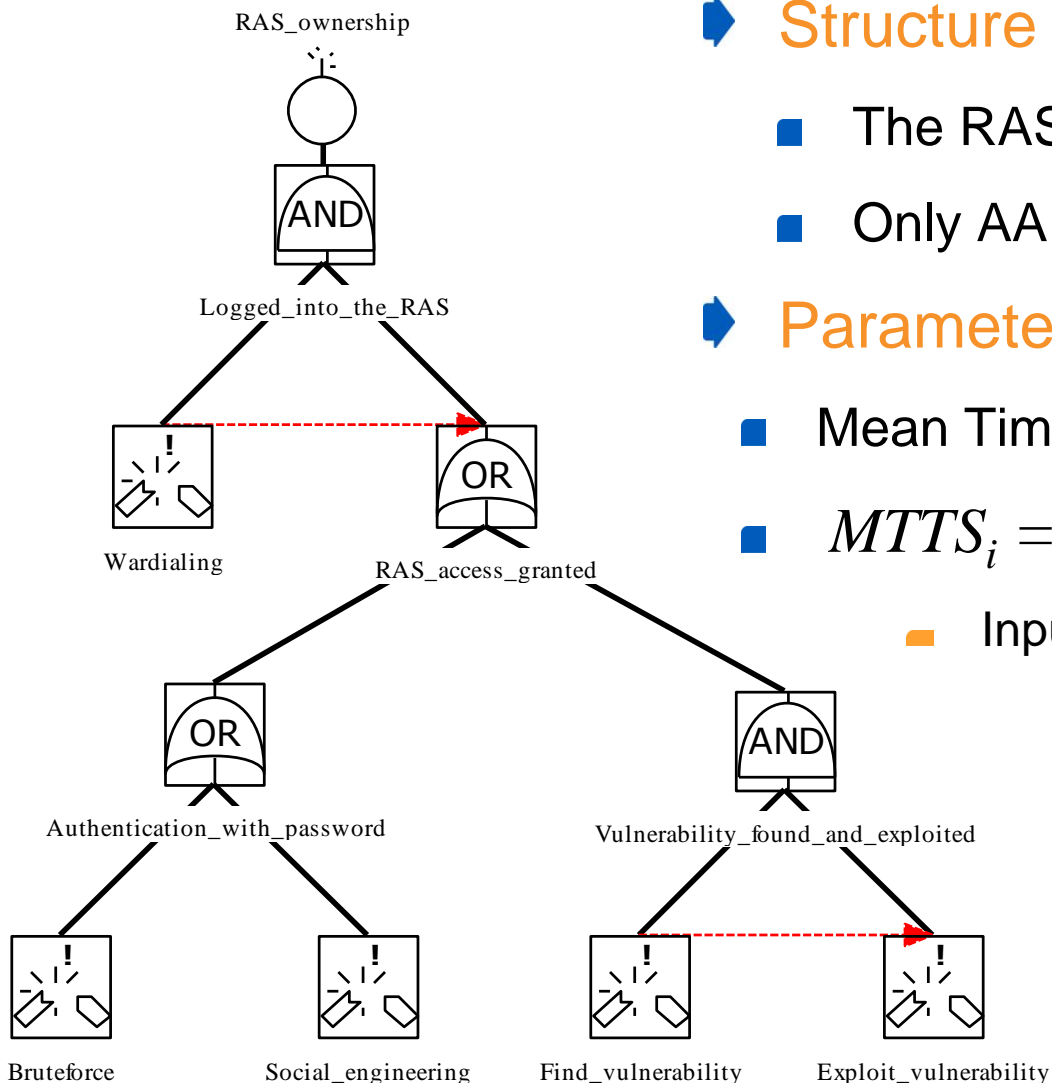 RAS_ownership
AND
Logged_into_the_RAS
!
OR
Wardialing
RAS_access_granted
OR
AND
Authentication_with_password
Vulnerability_found_and_exploited
!
!
!
!
Bruteforce
Social_engineering
Find_vulnerability
Exploit_vulnerability
Structure
The RAS
Only AA
Paramete
Mean Tim
MTTS_i =
Inpu